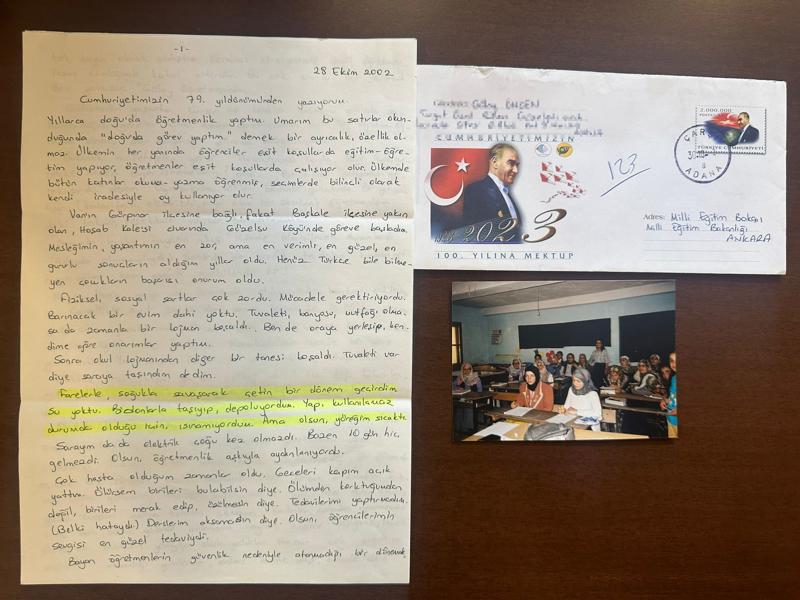 -1-
28 Ekim 2002
Cumhuriyetimizin 79. yıldönümünden yazıyorum.
Yıllarca doğu'da öğretmenlik yaptım. Umarım bu satırlar okun-
duğunda "doğuda görev yaptım" demek bir ayrıcalık, özellik ol-
maz. Ülkemin her yanında öğrenciler eşit koşullarda eğitim-öğre-
tim yapıyor, öğretmenler eşit koşullarda çalışıyor olur. Ülkemde
bütün kadınlar okuma-yazma öğrenmiş, seçimlerde bilinçli olarak
kendi iradesiyle oy kullanıyor olur.
Van'ın Gürpınar ilçesine bağlı, fakat Başkale ilçesine yakın
olan, Hoşab Kalesi civarında Güzelsu Köyü'nde göreve başladım.
Mesleğimin, yaşantımın en zor, ama en verimli, en güzel, en
gururlu sonuçların aldığım yıllar oldu. Henüz Türkçe bile bilme-
yen çocukların başarısı onurum oldu.
Fiziksel, sosyal şartlar çok zordu. Mücadele gerektiriyordu.
Barınacak bir evim dahi yoktu. Tuvaleti, banyosu, mutfağı olma-
sa da zamanla bir lojman boşaldı. Ben de oraya yerleşip, ken-
dime göre onarımlar yaptım.
Sonra okul lojmanından diğer bir tanesi boşaldı. Tuvaleti var
diye saraya taşındım dedim.
Farelerle, soğukla savaşarak çetin bir dönem geçirdim
Su yoktu. Bidonlarla taşıyıp, depoluyordum. Yapı kullanılamaz
durumda olduğu için, ısınamıyordum. Ama olsun, yüreğim sıcaktı.
Sarayım da da elektrik çoğu kez olmazdı. Bazen 10 gün hiç
gelmezdi. Olsun, öğretmenlik aşkıyla aydınlanıyordu.
Çok hasta olduğum zamanlar oldu. Geceleri kapım açık
yattım. Ölürsem birileri bulabilsin diye. Ölümden korktuğumdan
değil, birileri merak edip, üzülmesin diye. Tedavilerimi yaptırmadım.
(Belki hataydı) Derslerim aksamasın diye. Olsun, öğrencilerimin
sevgisi en güzel tedaviydi.
Bayan öğretmenlerin güvenlik nedeniyle atanmadığı bir dönemde
CUMHURİYETİMİZİN
2023
100. YILINA MEKTUP
123
2.000.000
TÜRKİYE CUMHURİYETİ
ADANA
Adres: Milli Eğitim Bakanı
Milli Eğitim Bakanlığı
ANKARA